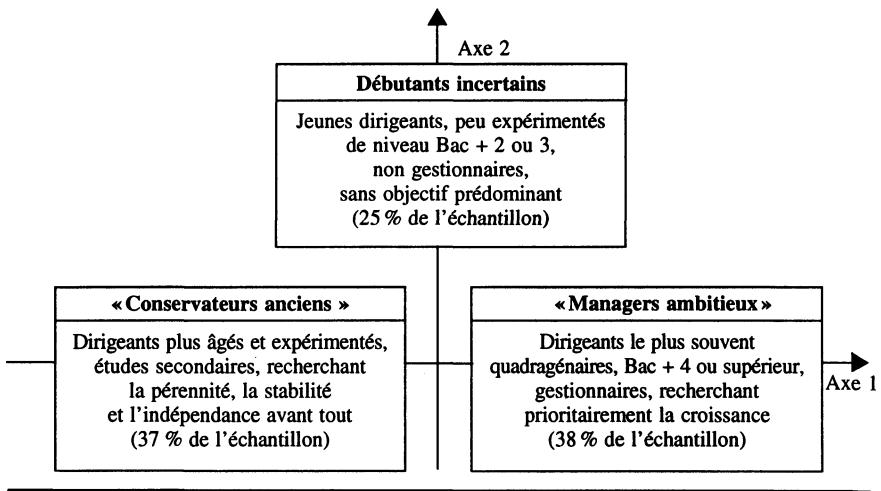 Axe 2
Débutants incertains
Jeunes dirigeants, peu expérimentés
de niveau Bac + 2 ou 3,
non gestionnaires,
sans objectif prédominant
(25 % de l'échantillon)
« Conservateurs anciens »
Dirigeants plus âgés et expérimentés,
études secondaires, recherchant
la pérennité, la stabilité
et l'indépendance avant tout
(37 % de l'échantillon)
« Managers ambitieux »
Dirigeants le plus souvent
quadragénaires, Bac + 4 ou supérieur,
gestionnaires, recherchant
prioritairement la croissance
(38 % de l'échantillon)
Axe 1